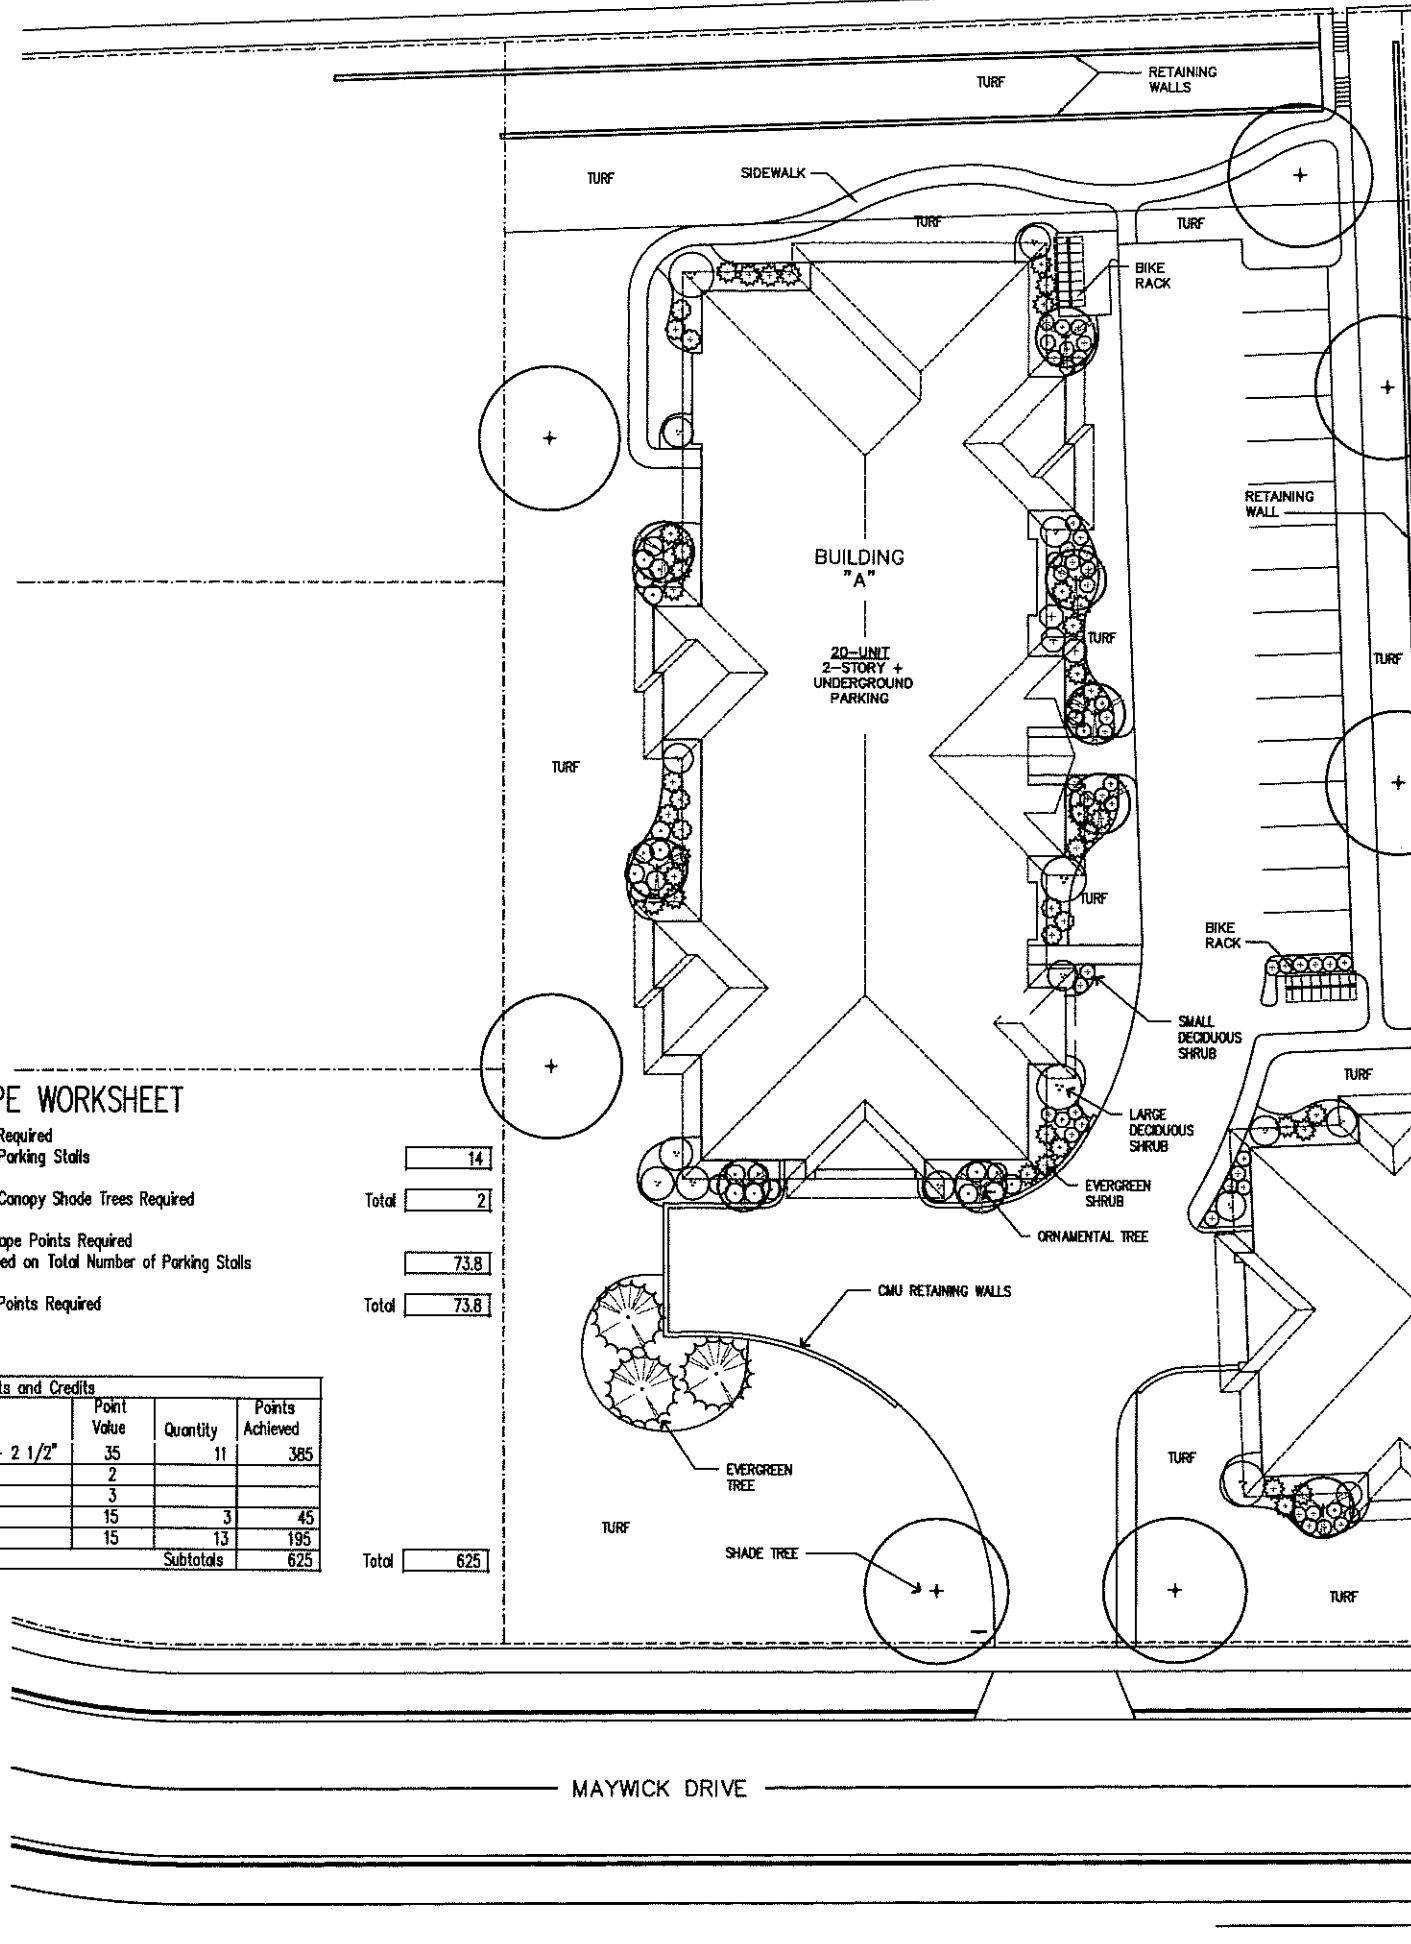 TURF
RETAINING
WALLS
TURF
SIDEWALK
TURF
TURF
BIKE
RACK
RETAINING
WALL
BUILDING
"A"
20-UNIT
2-STORY +
UNDERGROUND
PARKING
TURF
TURF
TURF
TURF
BIKE
RACK
SMALL
DECIDUOUS
SHRUB
TURF
LARGE
DECIDUOUS
SHRUB
EVERGREEN
SHRUB
ORNAMENTAL TREE
CMU RETAINING WALLS
PE WORKSHEET
Required
Parking Stalls 14
Canopy Shade Trees Required Total 2
ape Points Required
ed on Total Number of Parking Stalls 73.8
Points Required Total 73.8
ts and Credits
Point Value Quantity Points Achieved
- 2 1/2" 35 11 385
2
3
15 3 45
15 13 195
Subtotals 625 Total 625
EVERGREEN
TREE
TURF
TURF
SHADE TREE
TURF
MAYWICK DRIVE